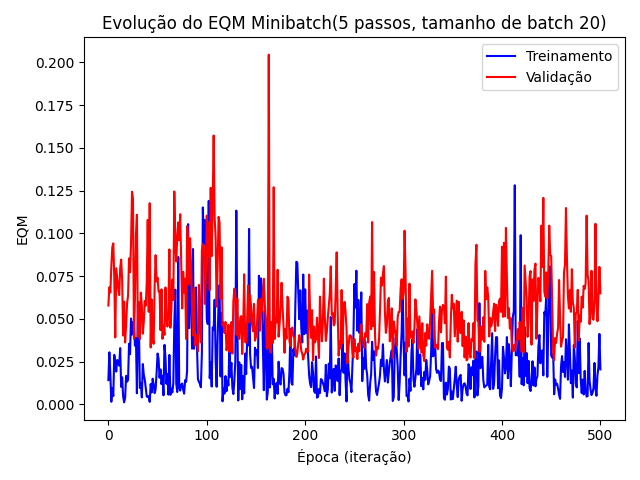 Evolução do EQM Minibatch(5 passos, tamanho de batch 20)
Treinamento
Validação
EQM
0.200
0.175
0.150
0.125
0.100
0.075
0.050
0.025
0.000
0 100 200 300 400 500
Época (iteração)